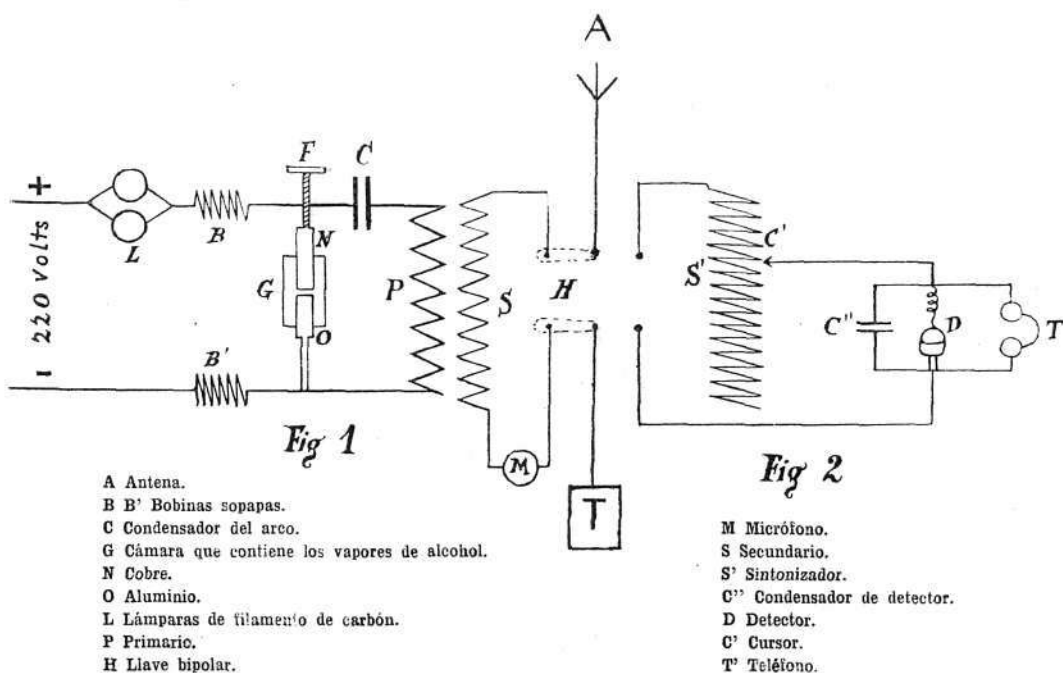 A
F
C
+
220 volts
L
B
N
G
O
P
S
H
C'
S'
C''
D
T
B'
-
Fig 1
M
T
Fig 2
A Antena.
B B' Bobinas sopapas.
C Condensador del arco.
G Cámara que contiene los vapores de alcohol.
N Cobre.
O Aluminio.
L Lámparas de filamento de carbón.
P Primario.
H Llave bipolar.
M Micrófono.
S Secundario.
S' Sintonizador.
C'' Condensador de detector.
D Detector.
C' Cursor.
T' Teléfono.